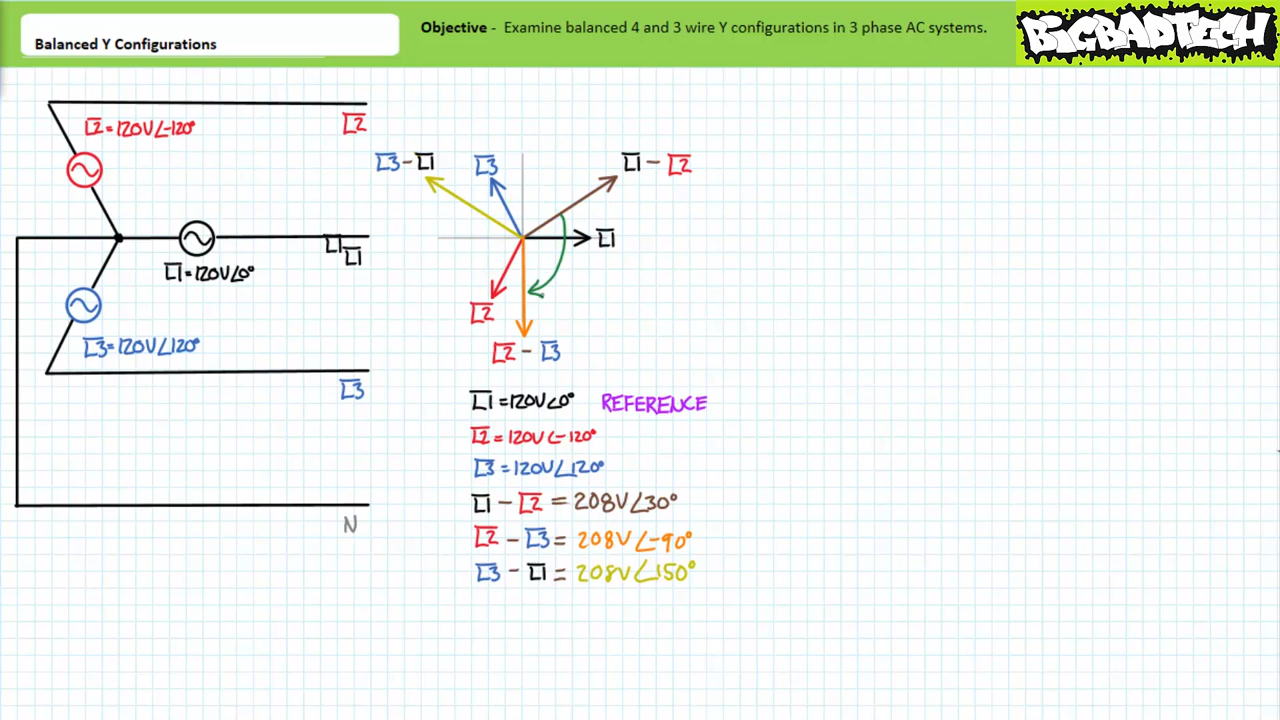 Balanced Y Configurations
Objective - Examine balanced 4 and 3 wire Y configurations in 3 phase AC systems.
BIGBADTECH
L2 = 120V∠-120°
L2
L1
L1
L1 = 120V∠0°
L3 = 120V∠120°
L3
N
L3 - L1
L3
L1 - L2
L1
L2
L2 - L3
L1 = 120V∠0° REFERENCE
L2 = 120V∠-120°
L3 = 120V∠120°
L1 - L2 = 208V∠30°
L2 - L3 = 208V∠-90°
L3 - L1 = 208V∠150°